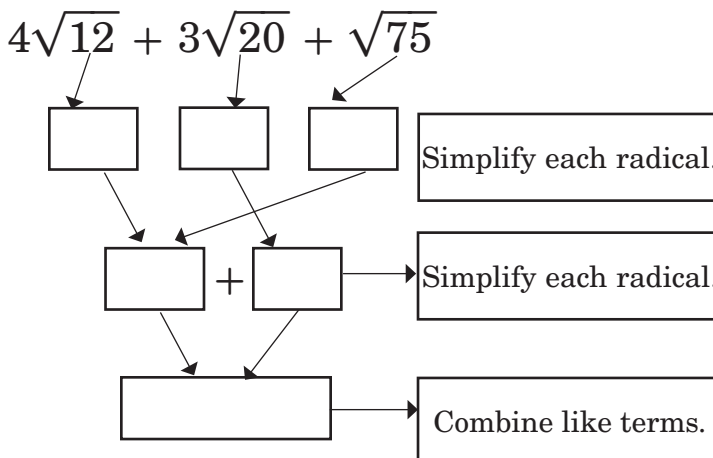 4√12 + 3√20 + √75
Simplify each radical.
+
Simplify each radical.
Combine like terms.